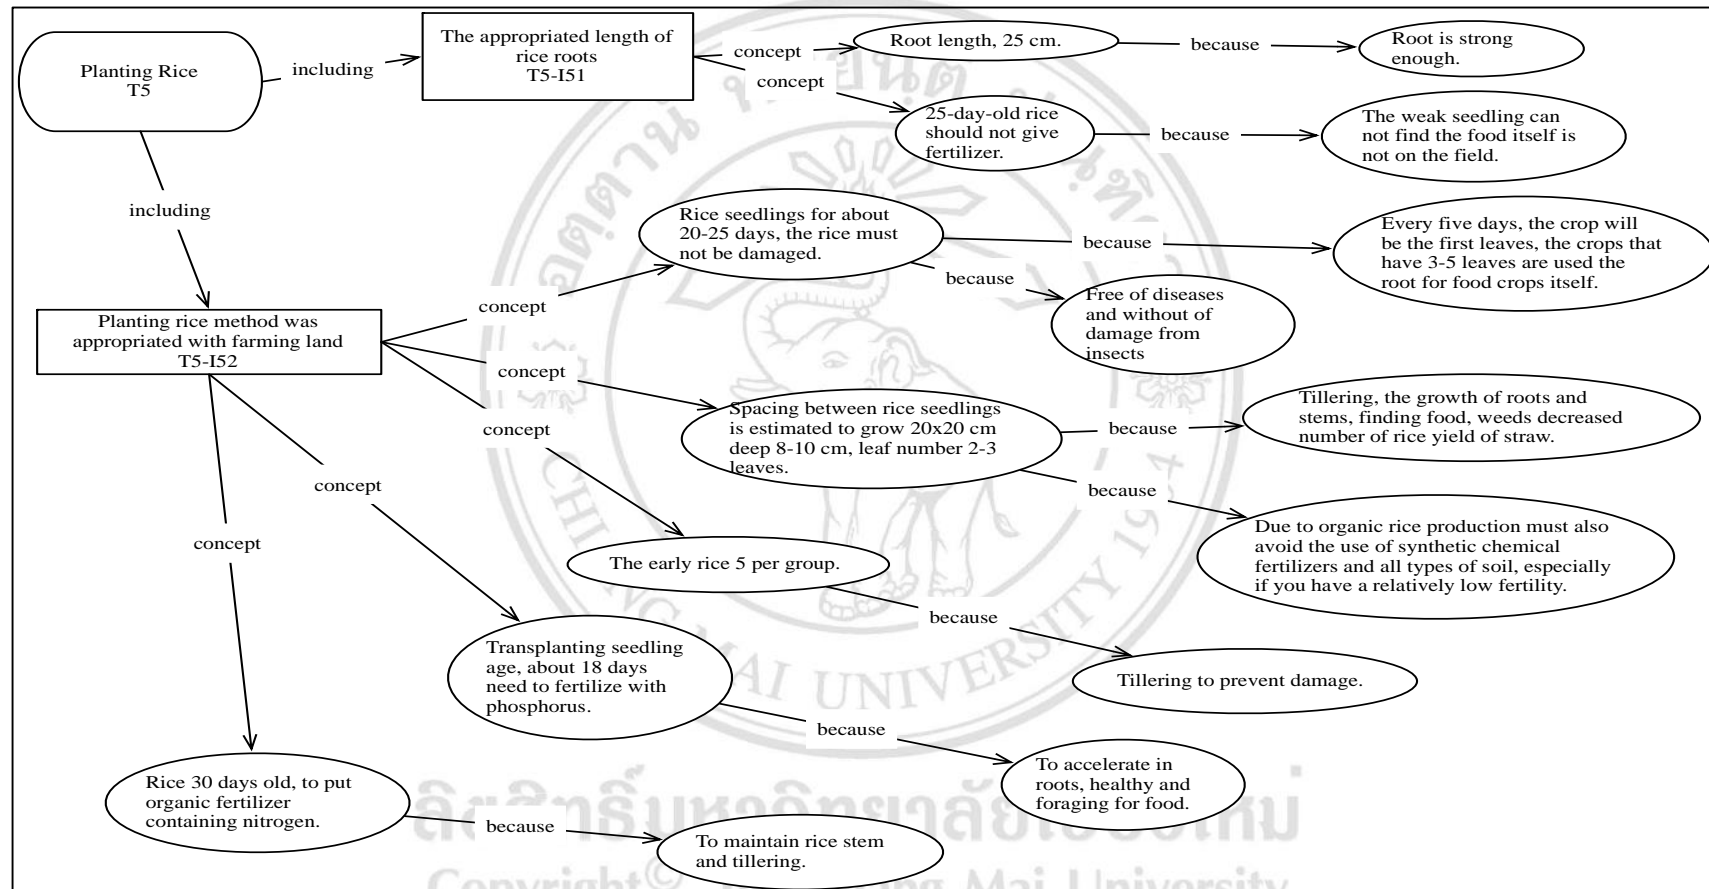 Planting Rice
T5
including
The appropriated length of
rice roots
T5-I51
concept
Root length, 25 cm.
because
Root is strong
enough.
concept
25-day-old rice
should not give
fertilizer.
because
The weak seedling can
not find the food itself is
not on the field.
including
Planting rice method was
appropriated with farming land
T5-I52
concept
Rice seedlings for about
20-25 days, the rice must
not be damaged.
because
Every five days, the crop will
be the first leaves, the crops that
have 3-5 leaves are used the
root for food crops itself.
because
Free of diseases
and without of
damage from
insects
concept
Spacing between rice seedlings
is estimated to grow 20x20 cm
deep 8-10 cm, leaf number 2-3
leaves.
because
Tillering, the growth of roots and
stems, finding food, weeds decreased
number of rice yield of straw.
because
Due to organic rice production must also
avoid the use of synthetic chemical
fertilizers and all types of soil, especially
if you have a relatively low fertility.
concept
The early rice 5 per group.
because
Tillering to prevent damage.
concept
Transplanting seedling
age, about 18 days
need to fertilize with
phosphorus.
because
To accelerate in
roots, healthy and
foraging for food.
concept
Rice 30 days old, to put
organic fertilizer
containing nitrogen.
because
To maintain rice stem
and tillering.
CHI NG MAI UNIVERSITY 1964
Copyright© ng Mai University